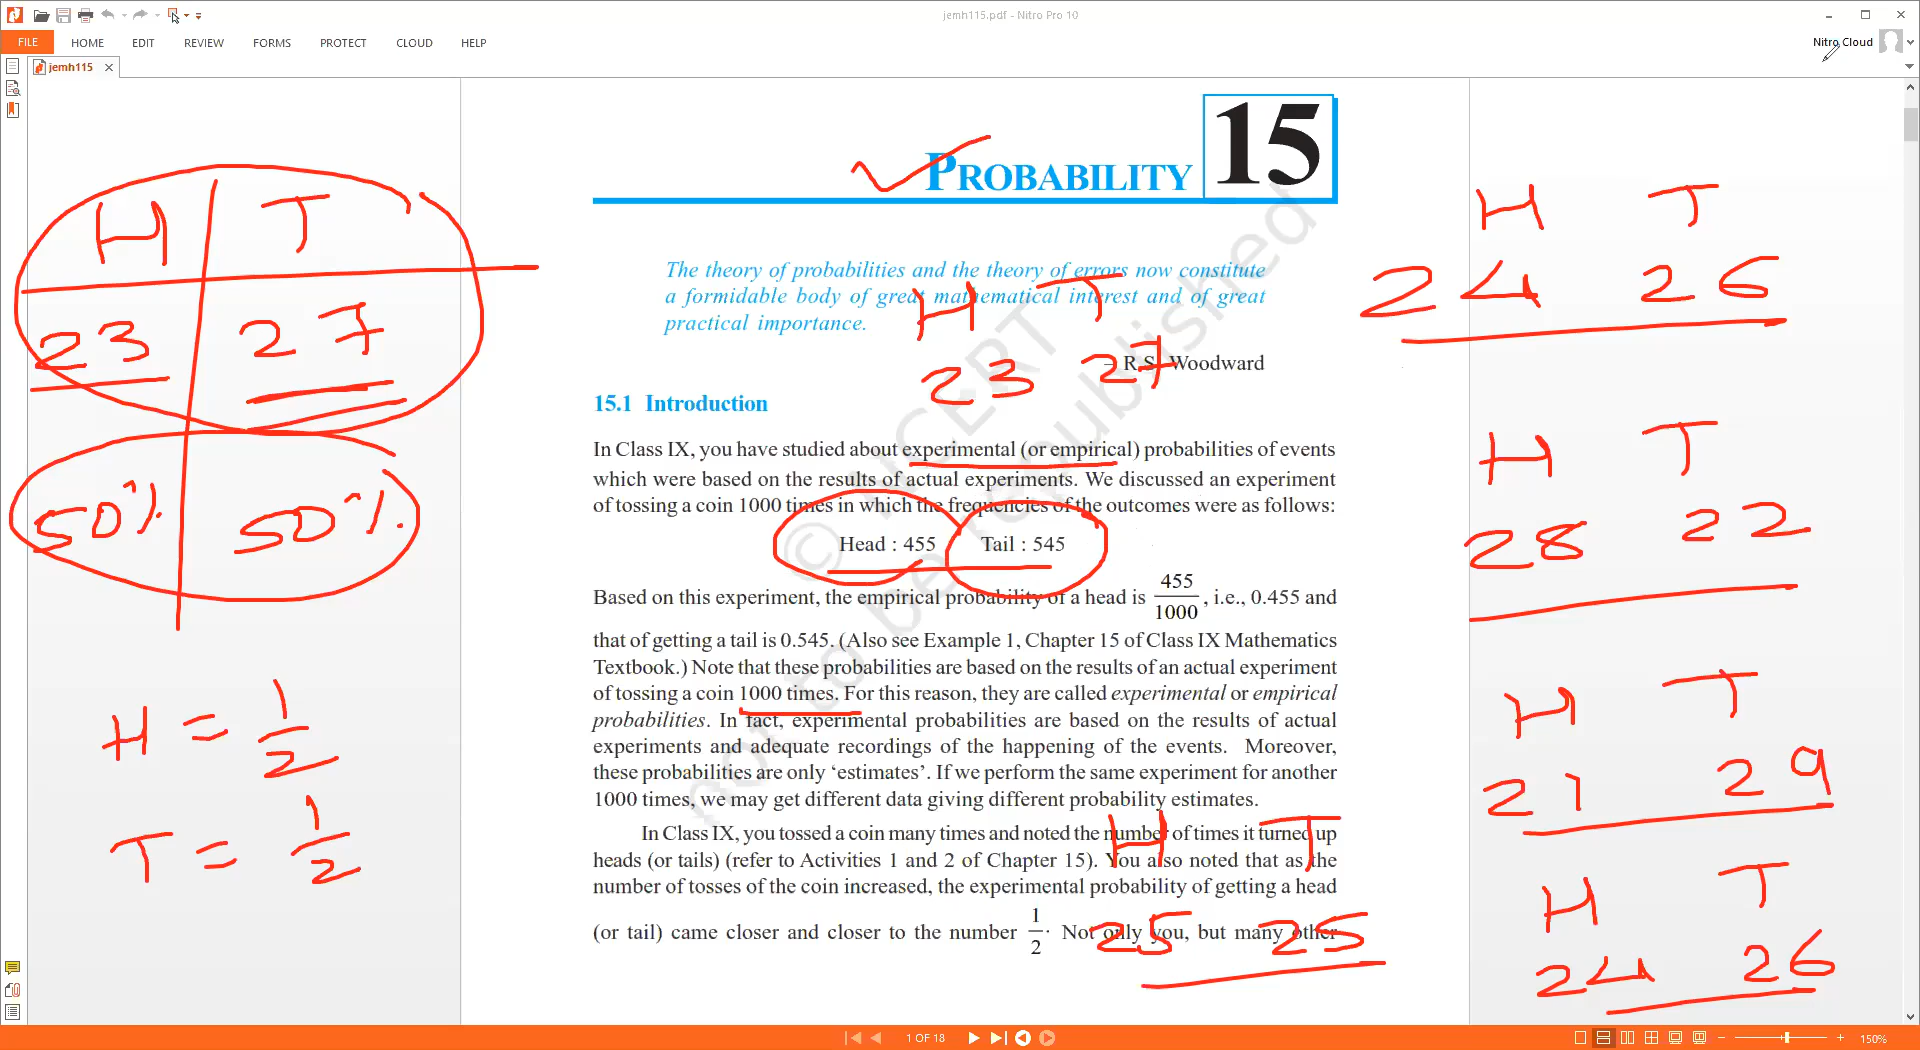 jemh115.pdf - Nitro Pro 10
FILE HOME EDIT REVIEW FORMS PROTECT CLOUD HELP
Nitro Cloud
jemh115
PROBABILITY 15
The theory of probabilities and the theory of errors now constitute
a formidable body of great mathematical interest and of great
practical importance.
– R.S. Woodward
15.1 Introduction
In Class IX, you have studied about experimental (or empirical) probabilities of events
which were based on the results of actual experiments. We discussed an experiment
of tossing a coin 1000 times in which the frequencies of the outcomes were as follows:
Head : 455 Tail : 545
Based on this experiment, the empirical probability of a head is 455/1000, i.e., 0.455 and
that of getting a tail is 0.545. (Also see Example 1, Chapter 15 of Class IX Mathematics
Textbook.) Note that these probabilities are based on the results of an actual experiment
of tossing a coin 1000 times. For this reason, they are called experimental or empirical
probabilities. In fact, experimental probabilities are based on the results of actual
experiments and adequate recordings of the happening of the events. Moreover,
these probabilities are only ‘estimates’. If we perform the same experiment for another
1000 times, we may get different data giving different probability estimates.
In Class IX, you tossed a coin many times and noted the number of times it turned up
heads (or tails) (refer to Activities 1 and 2 of Chapter 15). You also noted that as the
number of tosses of the coin increased, the experimental probability of getting a head
(or tail) came closer and closer to the number 1/2. Not only you, but many other
© NCERT
not to be republished
H T
23 27
50% 50%
H = 1/2
T = 1/2
H T
23 27
H T
25 25
H T
24 26
H T
28 22
H T
21 29
H T
24 26
1 OF 18
150%